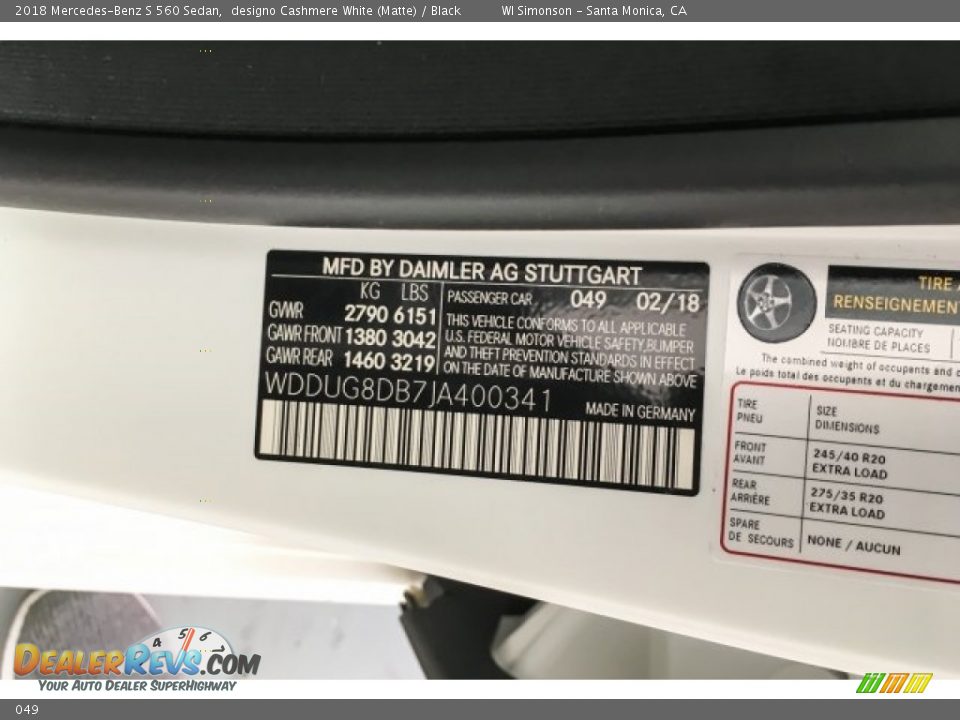 2018 Mercedes-Benz S 560 Sedan, designo Cashmere White (Matte) / Black WI Simonson - Santa Monica, CA
MFD BY DAIMLER AG STUTTGART
KG LBS
GVWR 2790 6151
GAWR FRONT 1380 3042
GAWR REAR 1460 3219
PASSENGER CAR 049 02/18
THIS VEHICLE CONFORMS TO ALL APPLICABLE
U.S. FEDERAL MOTOR VEHICLE SAFETY,BUMPER
AND THEFT PREVENTION STANDARDS IN EFFECT
ON THE DATE OF MANUFACTURE SHOWN ABOVE
WDDUG8DB7JA400341
MADE IN GERMANY
TIRE
RENSEIGNEMEN
SEATING CAPACITY
NOMBRE DE PLACES
The combined weight of occupants and
Le poids total des occupants et du chargemen
TIRE
PNEU
SIZE
DIMENSIONS
FRONT
AVANT
245/40 R20
EXTRA LOAD
REAR
ARRIÈRE
275/35 R20
EXTRA LOAD
SPARE
DE SECOURS
NONE / AUCUN
4 5 6
DEALERREVS.COM
YOUR AUTO DEALER SUPERHIGHWAY
049